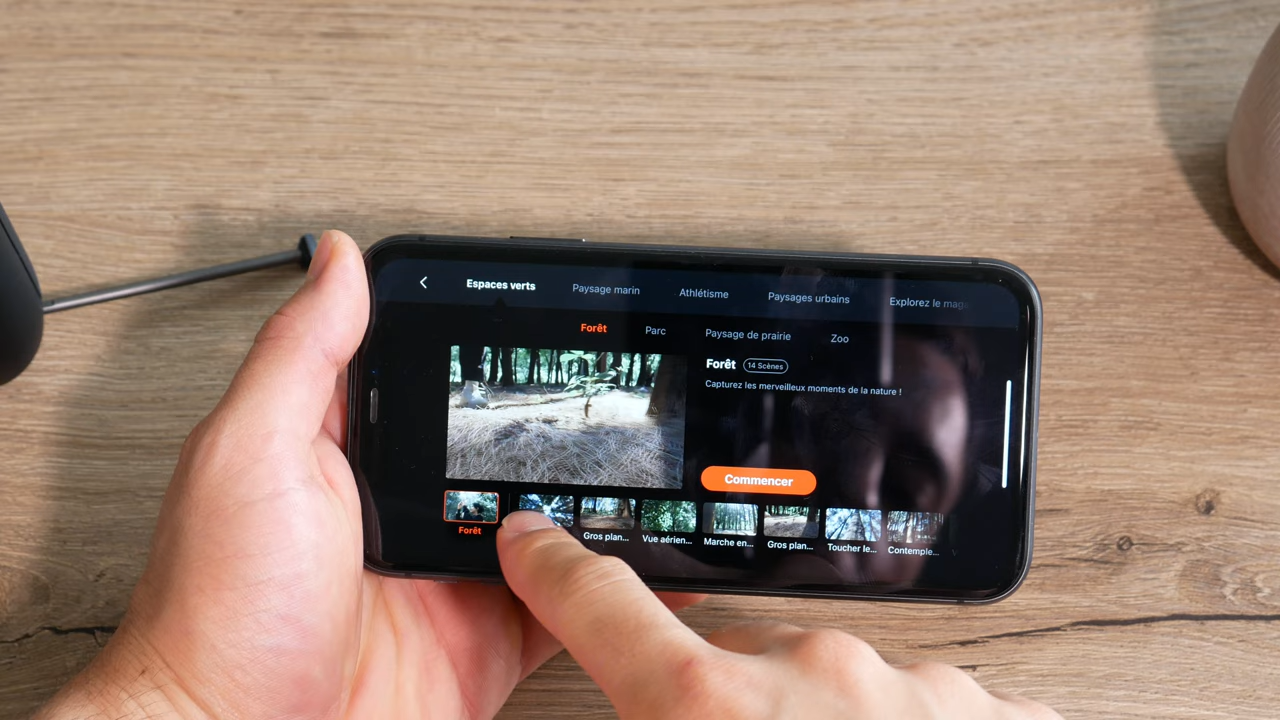 Espaces verts
Paysage marin
Athlétisme
Paysages urbains
Explorez le
Forêt
Parc
Paysage de prairie
Zoo
Forêt 14 Scènes
Capturez les merveilleux moments de la nature !
Commencer
Forêt
Gros plan...
Vue aérien...
Marche en...
Gros plan...
Toucher le...
Contemple...